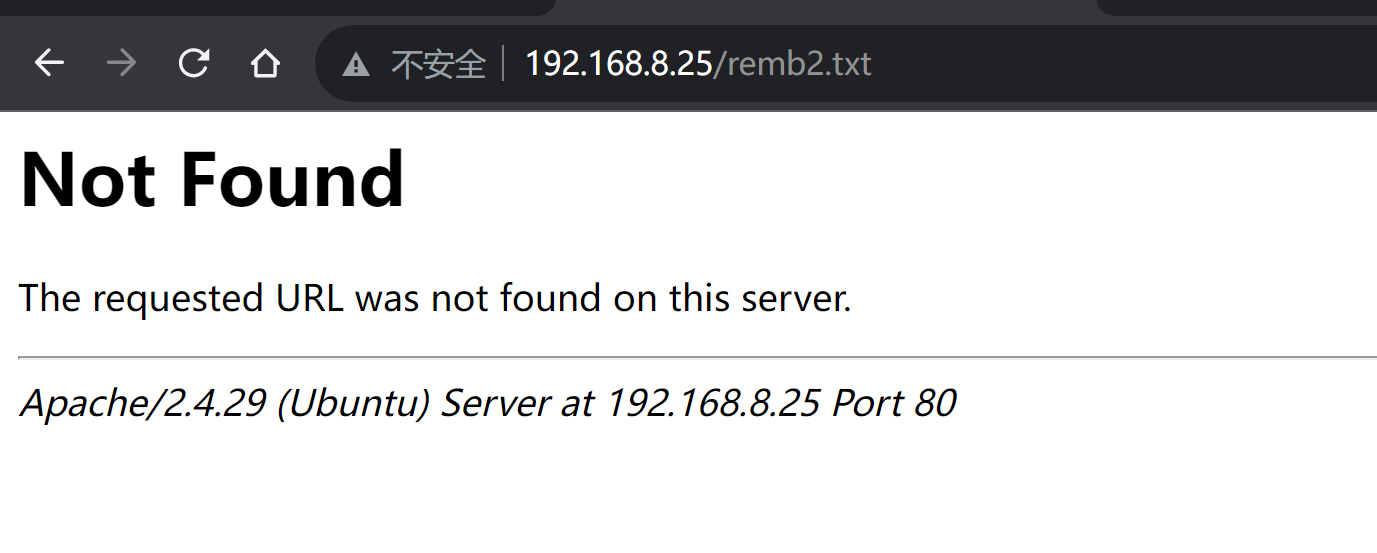 不安全 192.168.8.25/remb2.txt
Not Found
The requested URL was not found on this server.
Apache/2.4.29 (Ubuntu) Server at 192.168.8.25 Port 80